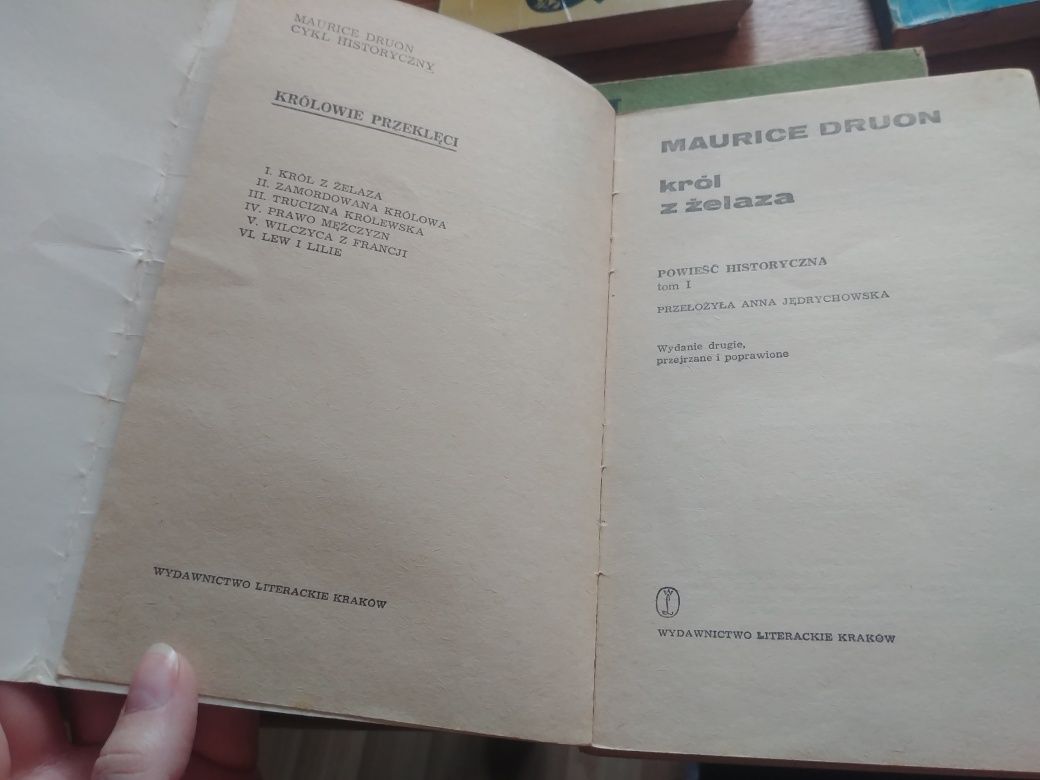 MAURICE DRUON
CYKL HISTORYCZNY
KRÓLOWIE PRZEKLĘCI
I. KRÓL Z ŻELAZA
II. ZAMORDOWANA KRÓLOWA
III. TRUCIZNA KRÓLEWSKA
IV. PRAWO MĘŻCZYZN
V. WILCZYCA Z FRANCJI
VI. LEW I LILIE
WYDAWNICTWO LITERACKIE KRAKÓW
MAURICE DRUON
król
z żelaza
POWIEŚĆ HISTORYCZNA
tom I
PRZEŁOŻYŁA ANNA JĘDRYCHOWSKA
Wydanie drugie,
przejrzane i poprawione
WYDAWNICTWO LITERACKIE KRAKÓW